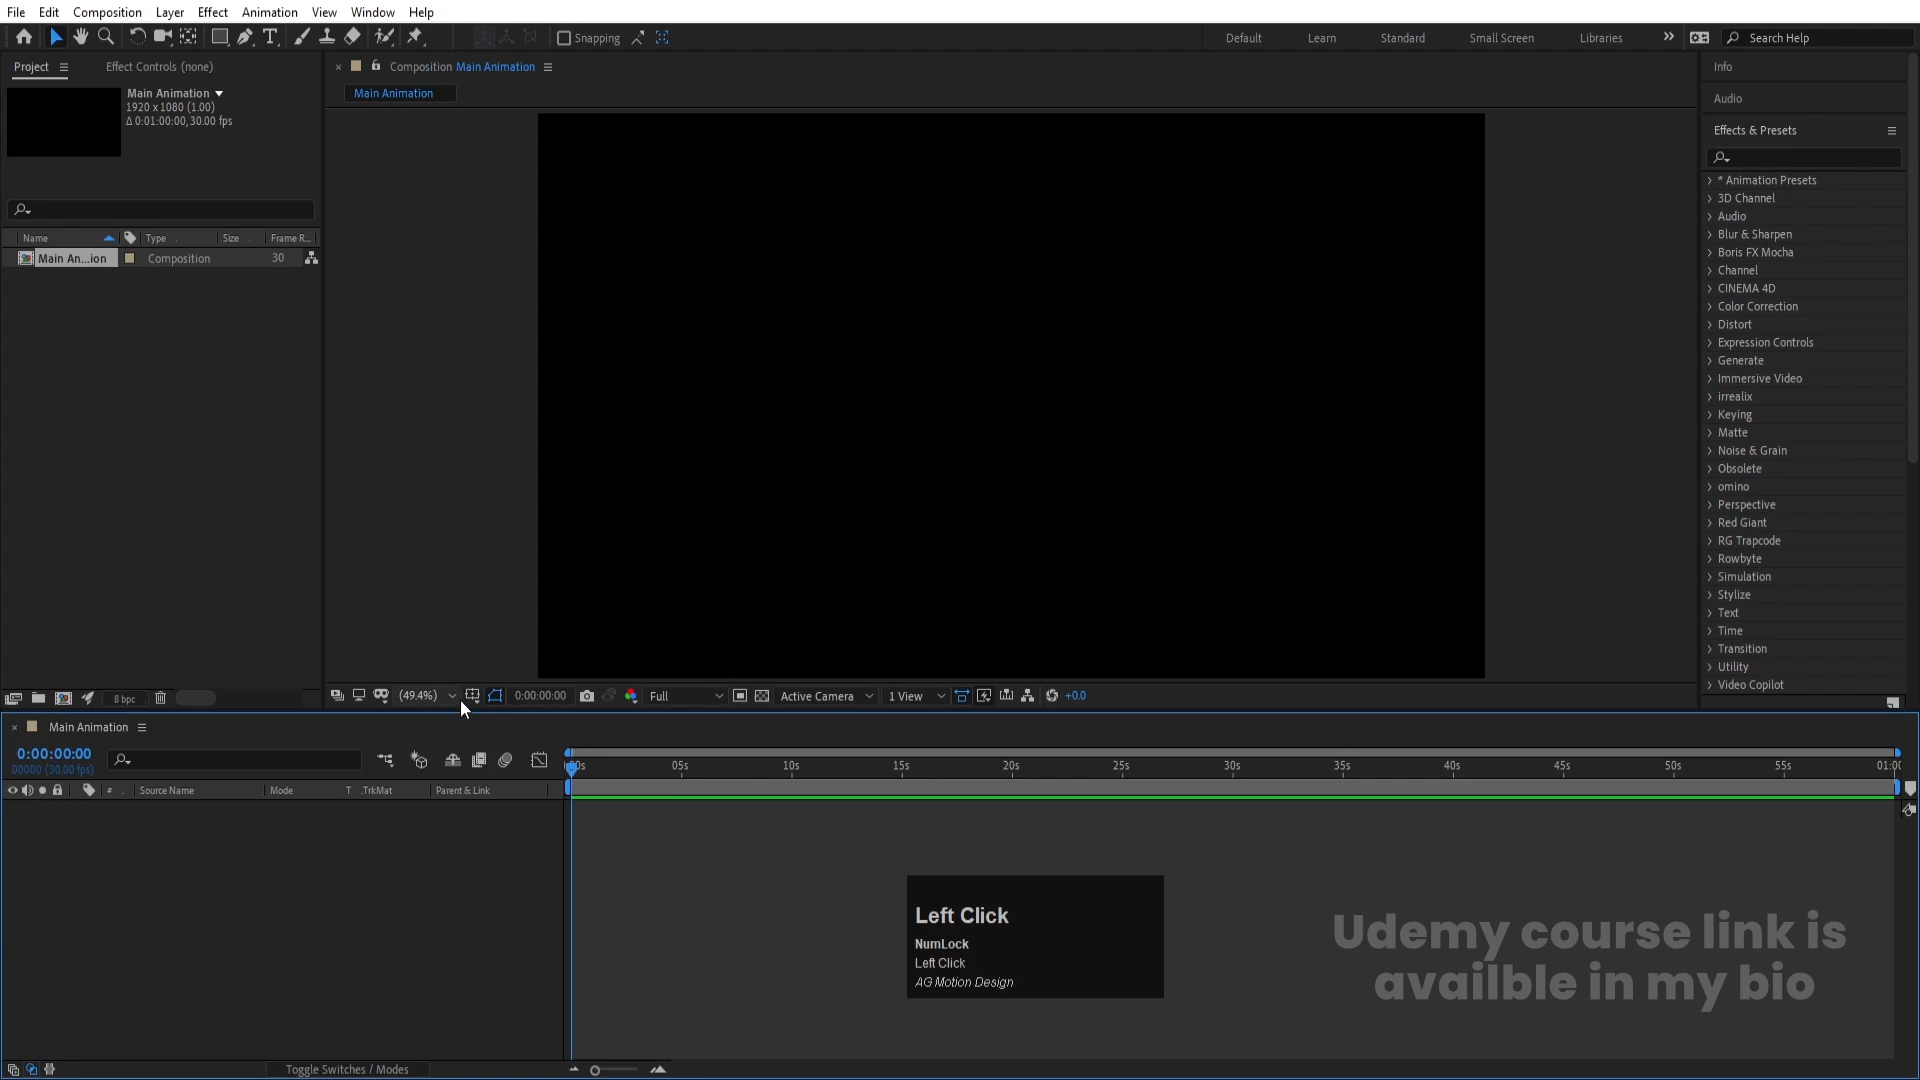 File Edit Composition Layer Effect Animation View Window Help
Snapping
Default Learn Standard Small Screen Libraries
Search Help
Project
Effect Controls (none)
Composition Main Animation
Main Animation
Main Animation
1920 x 1080 (1.00)
Δ 0:01:00:00, 30.00 fps
Name Type Size Frame R...
Main An...ion Composition 30
8 bpc
(49.4%) 0:00:00:00 Full Active Camera 1 View +0.0
Info
Audio
Effects & Presets
* Animation Presets
3D Channel
Audio
Blur & Sharpen
Boris FX Mocha
Channel
CINEMA 4D
Color Correction
Distort
Expression Controls
Generate
Immersive Video
irrealix
Keying
Matte
Noise & Grain
Obsolete
omino
Perspective
Red Giant
RG Trapcode
Rowbyte
Simulation
Stylize
Text
Time
Transition
Utility
Video Copilot
Main Animation
0:00:00:00
00000 (30.00 fps)
05s 10s 15s 20s 25s 30s 35s 40s 45s 50s 55s
# Source Name Mode T .TrkMat Parent & Link
Left Click
NumLock
Left Click
AG Motion Design
Udemy course link is
availble in my bio
Toggle Switches / Modes